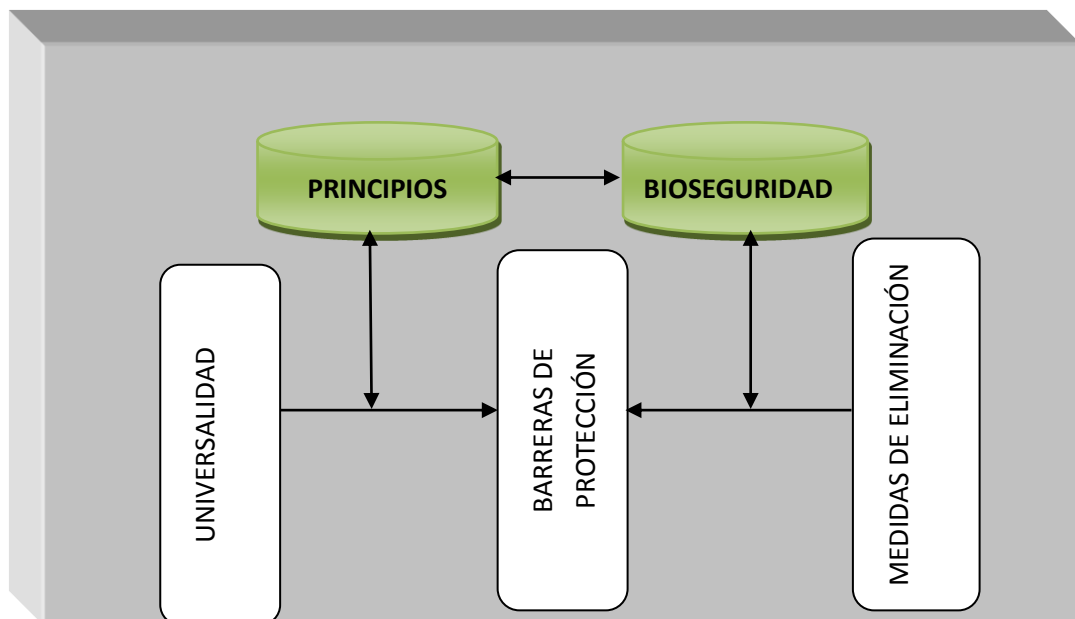 PRINCIPIOS
BIOSEGURIDAD
UNIVERSALIDAD
BARRERAS DE
PROTECCIÓN
MEDIDAS DE ELIMINACIÓN